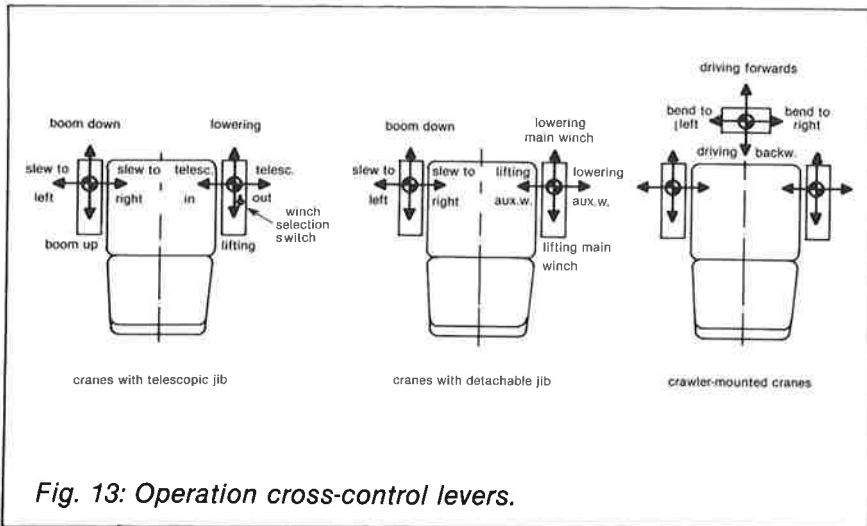 boom down
lowering
slew to
left
slew to
right
telesc.
in
telesc.
out
boom up
lifting
winch
selection
switch
cranes with telescopic jib
boom down
lowering
main winch
slew to
left
slew to
right
lifting
aux.w.
lowering
aux.w.
lifting main
winch
cranes with detachable jib
driving forwards
bend to
left
bend to
right
driving backw.
crawler-mounted cranes
Fig. 13: Operation cross-control levers.